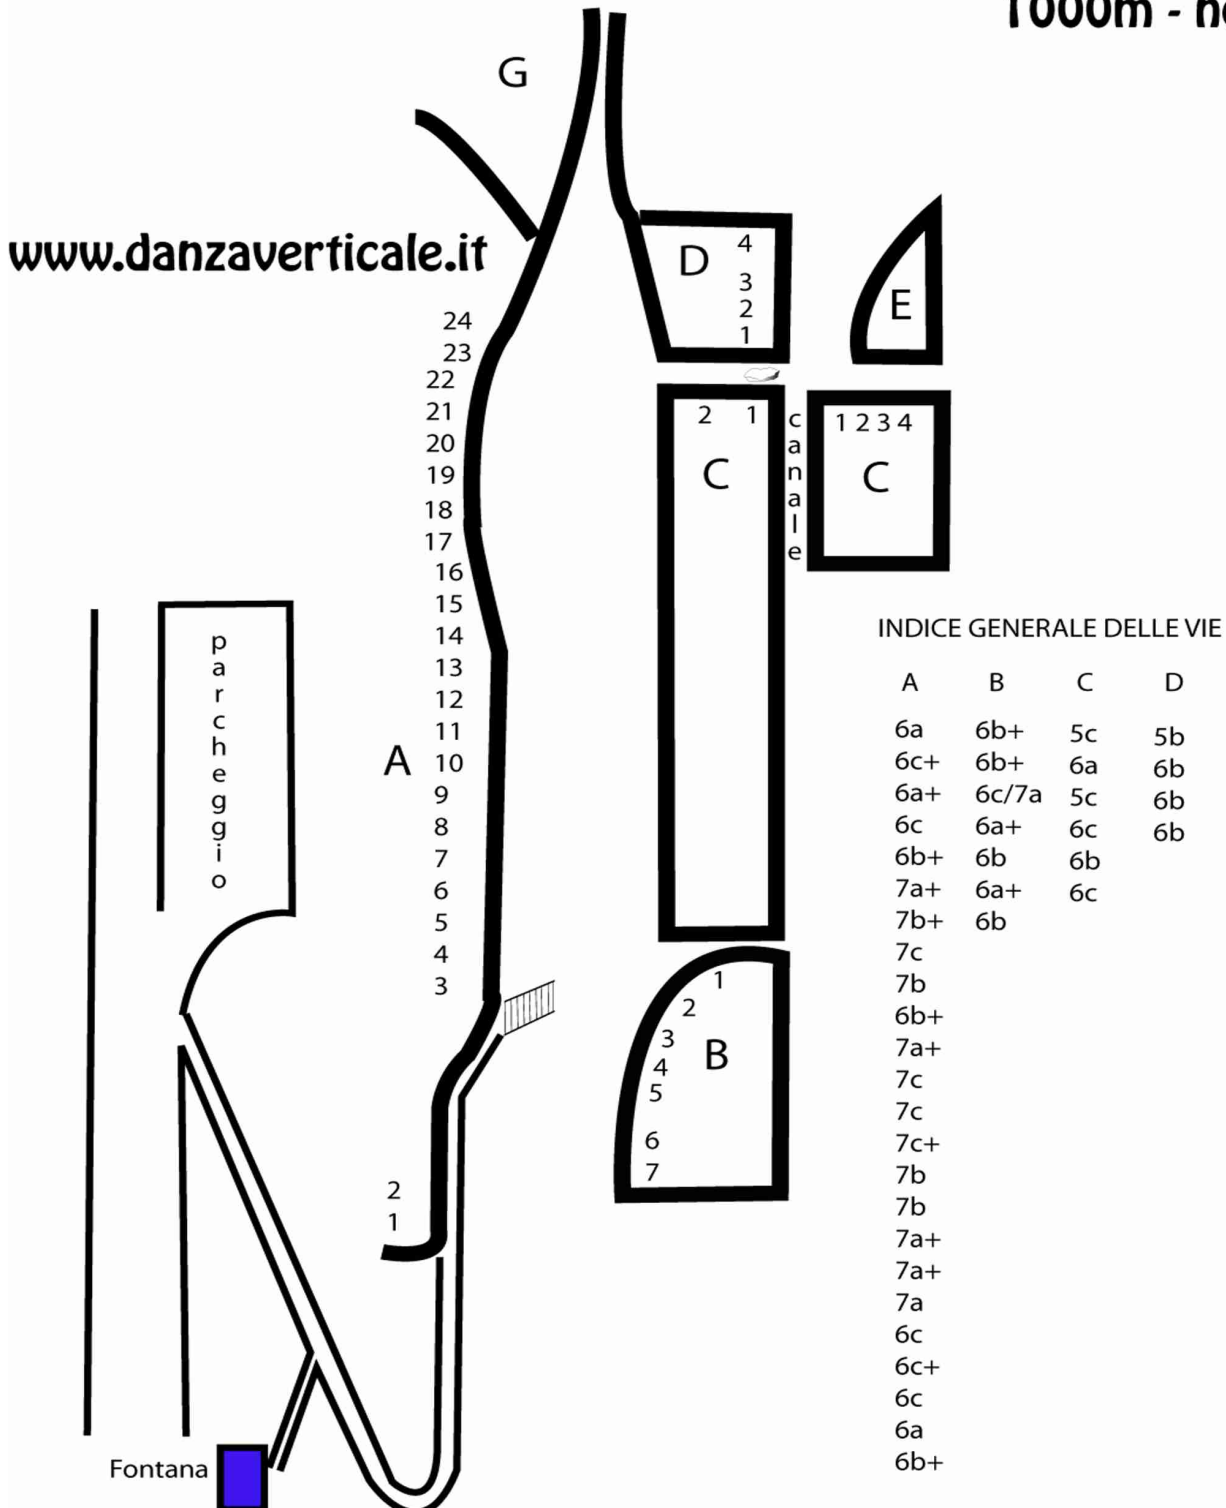 1000m - n
G
www.danzaverticale.it
D
4
3
2
1
E
24
23
22
21
20
19
18
17
16
15
14
13
12
11
10
9
8
7
6
5
4
3
2
1
A
2 1
C
canale
1 2 3 4
C
parcheggio
1
2
3
4
5
6
7
B
Fontana
INDICE GENERALE DELLE VIE
A B C D
6a 6b+ 5c 5b
6c+ 6b+ 6a 6b
6a+ 6c/7a 5c 6b
6c 6a+ 6c 6b
6b+ 6b 6b
7a+ 6a+ 6c
7b+ 6b
7c
7b
6b+
7a+
7c
7c
7c+
7b
7b
7a+
7a+
7a
6c
6c+
6c
6a
6b+